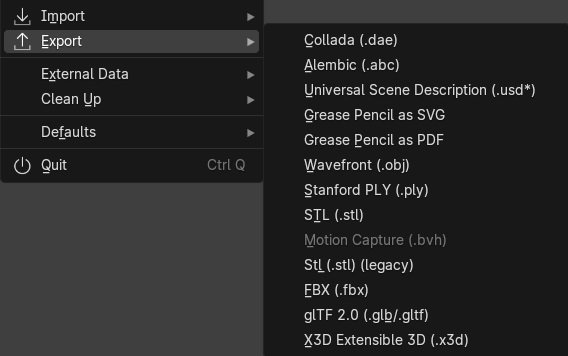 Import
Export
External Data
Clean Up
Defaults
Quit Ctrl Q
Collada (.dae)
Alembic (.abc)
Universal Scene Description (.usd*)
Grease Pencil as SVG
Grease Pencil as PDF
Wavefront (.obj)
Stanford PLY (.ply)
STL (.stl)
Motion Capture (.bvh)
Stl (.stl) (legacy)
FBX (.fbx)
glTF 2.0 (.glb/.gltf)
X3D Extensible 3D (.x3d)